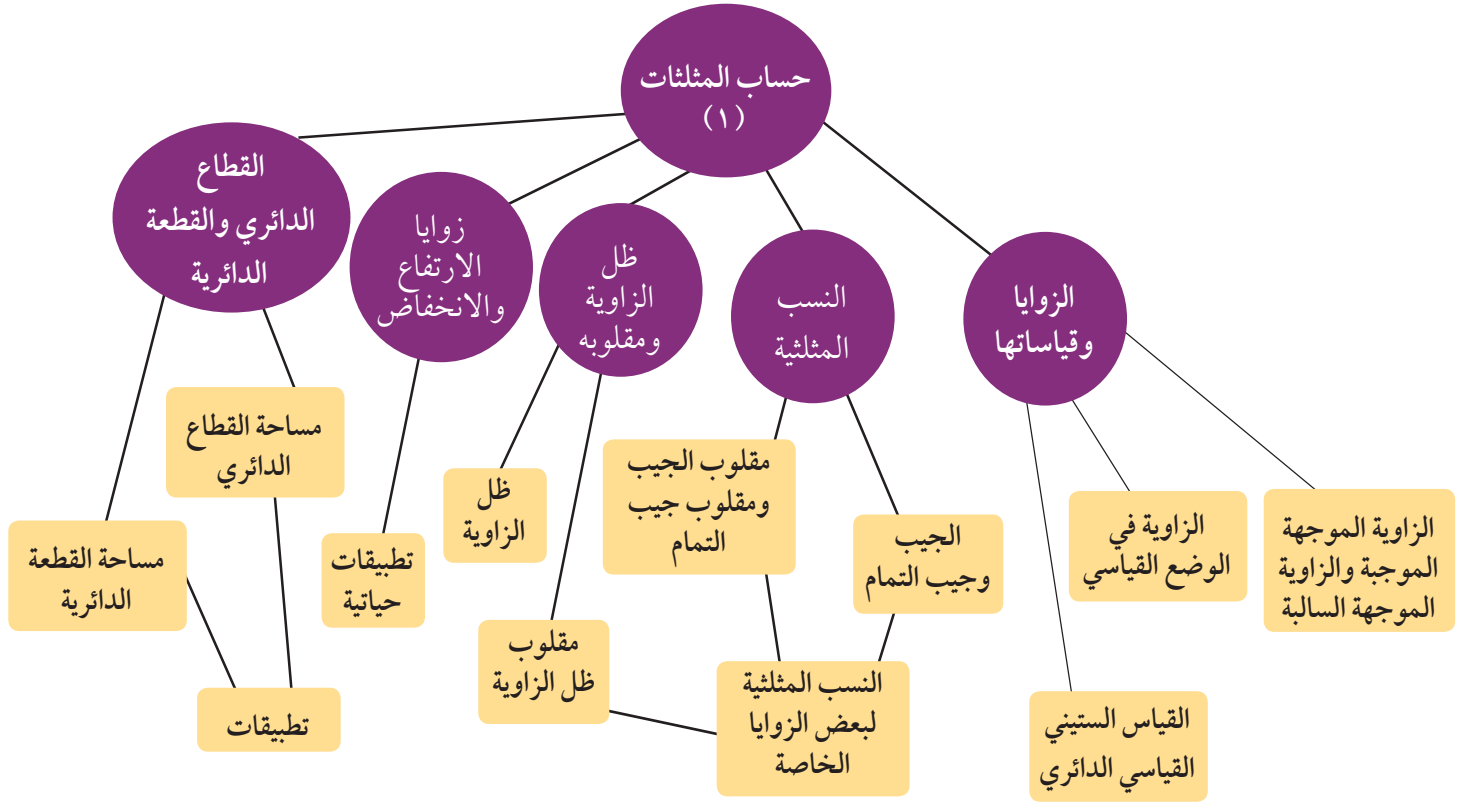 حساب المثلثات
(١)
الزوايا
وقياساتها
النسب
المثلثية
ظل
الزاوية
ومقلوبه
زوايا
الارتفاع
والانخفاض
القطاع
الدائري والقطعة
الدائرية
الزاوية الموجهة
الموجبة والزاوية
الموجهة السالبة
الزاوية في
الوضع القياسي
القياس الستيني
القياسي الدائري
الجيب
وجيب التمام
مقلوب الجيب
ومقلوب جيب
التمام
النسب المثلثية
لبعض الزوايا
الخاصة
ظل
الزاوية
مقلوب
ظل الزاوية
تطبيقات
حياتية
مساحة القطاع
الدائري
مساحة القطعة
الدائرية
تطبيقات